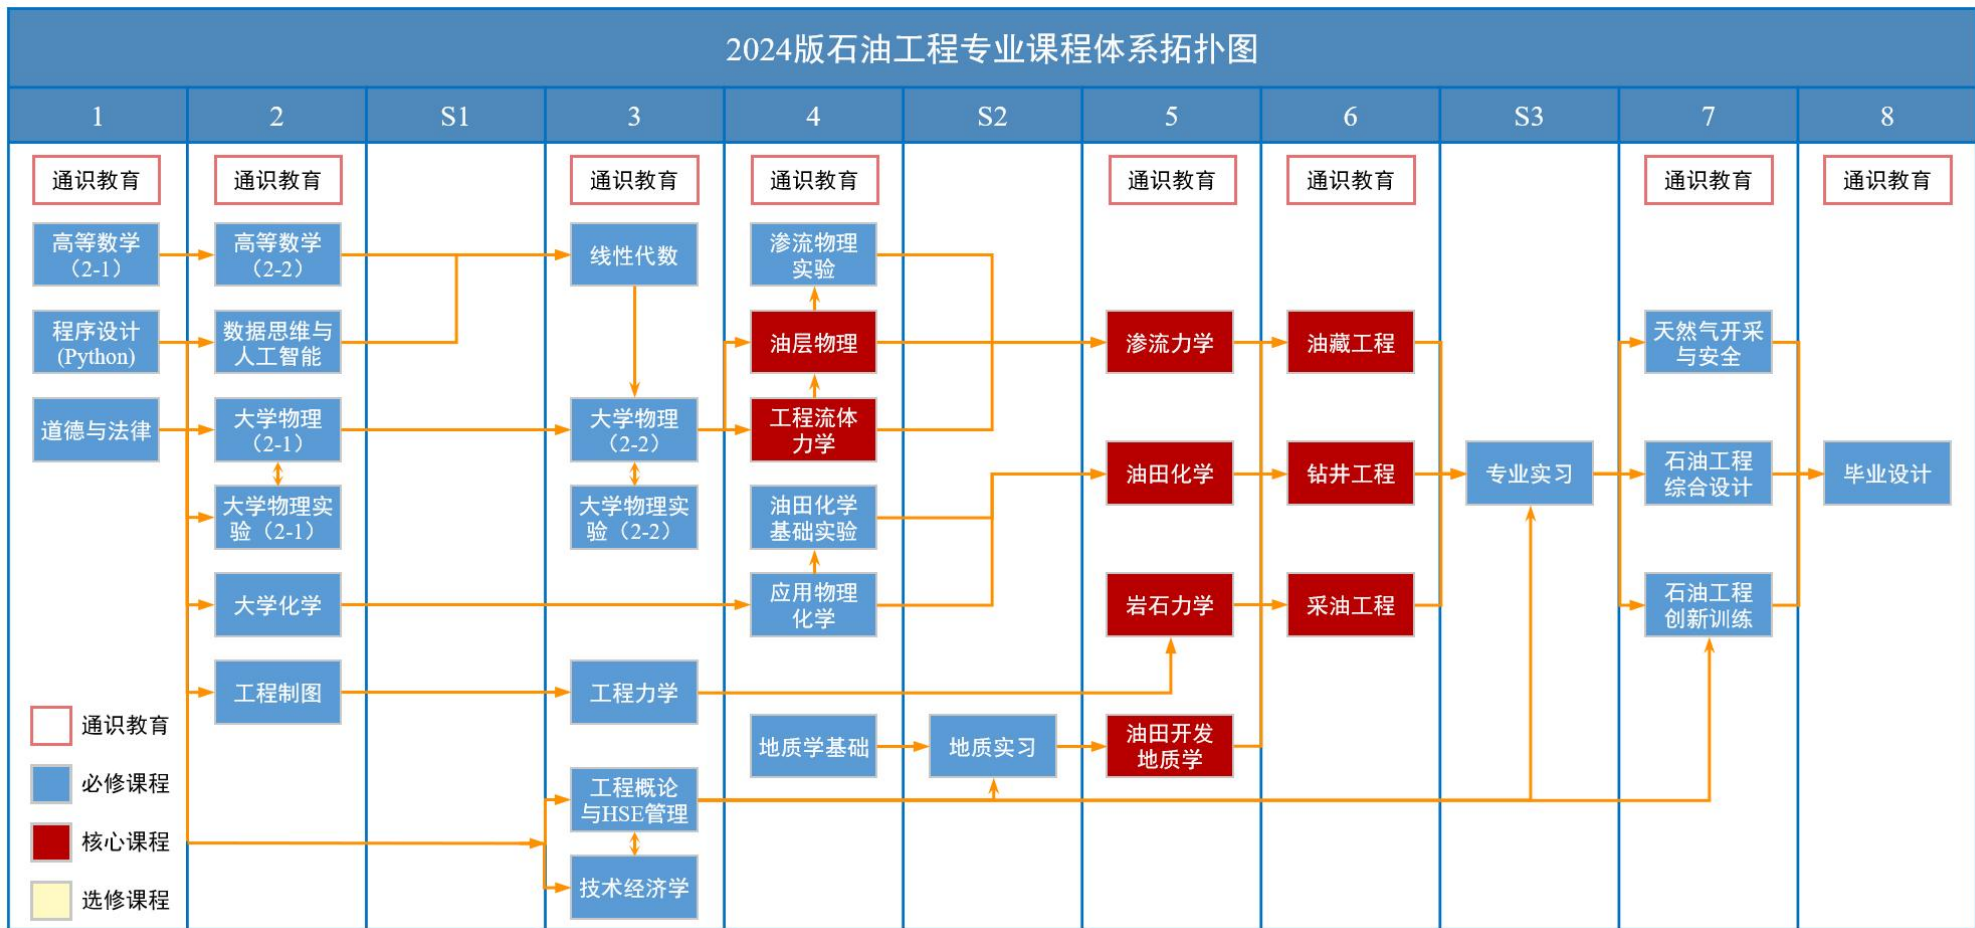 2024版石油工程专业课程体系拓扑图
1
2
S1
3
4
S2
5
6
S3
7
8
通识教育
通识教育
通识教育
通识教育
通识教育
通识教育
通识教育
通识教育
高等数学
（2-1）
高等数学
（2-2）
线性代数
渗流物理
实验
程序设计
(Python)
数据思维与
人工智能
油层物理
渗流力学
油藏工程
天然气开采
与安全
道德与法律
大学物理
（2-1）
大学物理
（2-2）
工程流体
力学
油田化学
钻井工程
专业实习
石油工程
综合设计
毕业设计
大学物理实
验（2-1）
大学物理实
验（2-2）
油田化学
基础实验
大学化学
应用物理
化学
岩石力学
采油工程
石油工程
创新训练
工程制图
工程力学
地质学基础
地质实习
油田开发
地质学
工程概论
与HSE管理
技术经济学
通识教育
必修课程
核心课程
选修课程